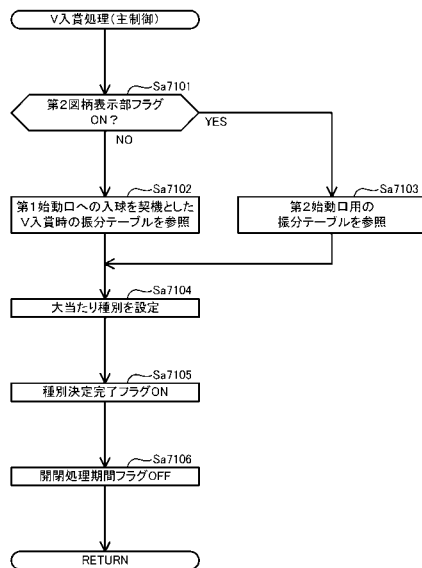 V入賞処理(主制御)
Sa7101
第2図柄表示部フラグ
ON?
YES
NO
Sa7102
第1始動口への入球を契機とした
V入賞時の振分テーブルを参照
Sa7103
第2始動口用の
振分テーブルを参照
Sa7104
大当たり種別を設定
Sa7105
種別決定完了フラグON
Sa7106
開閉処理期間フラグOFF
RETURN